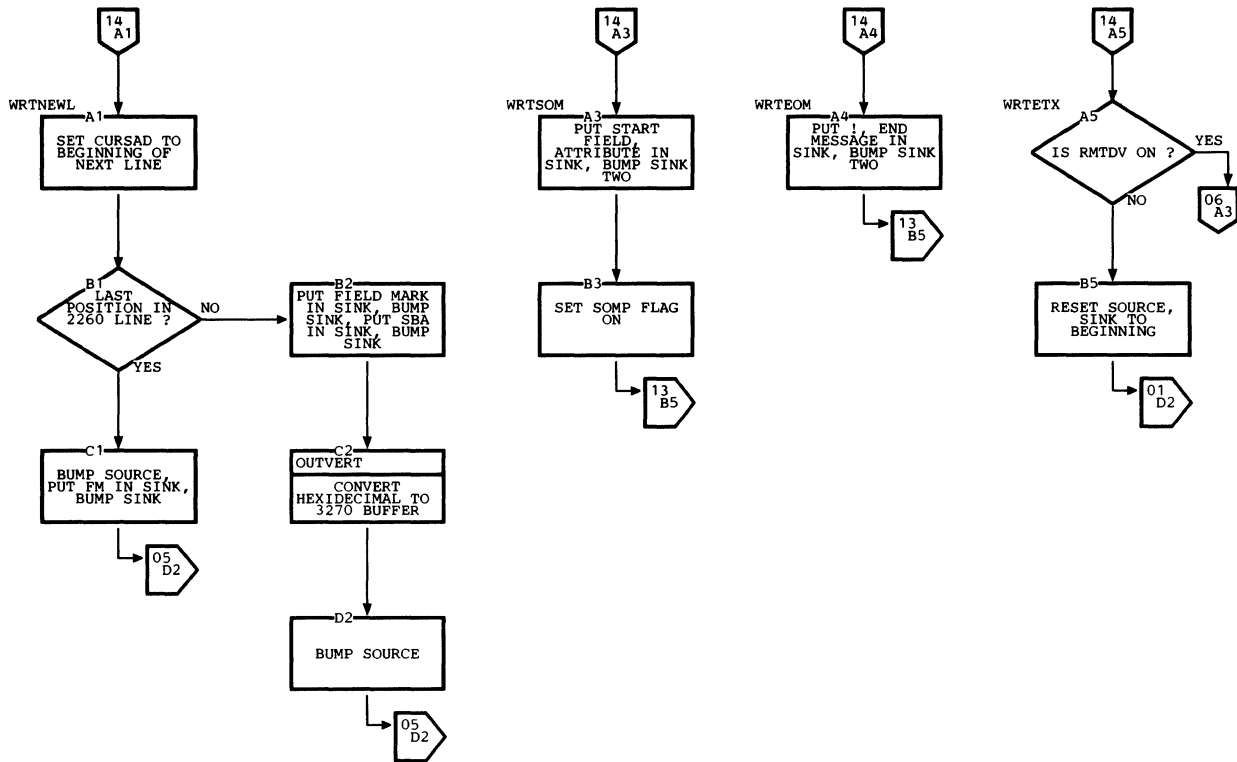 14
A1
WRTNEWL
A1
SET CURSAD TO
BEGINNING OF
NEXT LINE
B1
LAST
POSITION IN
2260 LINE ?
NO
YES
C1
BUMP SOURCE,
PUT FM IN SINK,
BUMP SINK
05
D2
B2
PUT FIELD MARK
IN SINK, BUMP
SINK, PUT SBA
IN SINK, BUMP
SINK
C2
OUTVERT
CONVERT
HEXIDECIMAL TO
3270 BUFFER
D2
BUMP SOURCE
05
D2
14
A3
WRTSOM
A3
PUT START
FIELD,
ATTRIBUTE IN
SINK, BUMP SINK
TWO
B3
SET SOMP FLAG
ON
13
B5
14
A4
WRTEOM
A4
PUT !, END
MESSAGE IN
SINK, BUMP SINK
TWO
13
B5
14
A5
WRTETX
A5
IS RMTDV ON ?
YES
06
A3
NO
B5
RESET SOURCE,
SINK TO
BEGINNING
01
D2